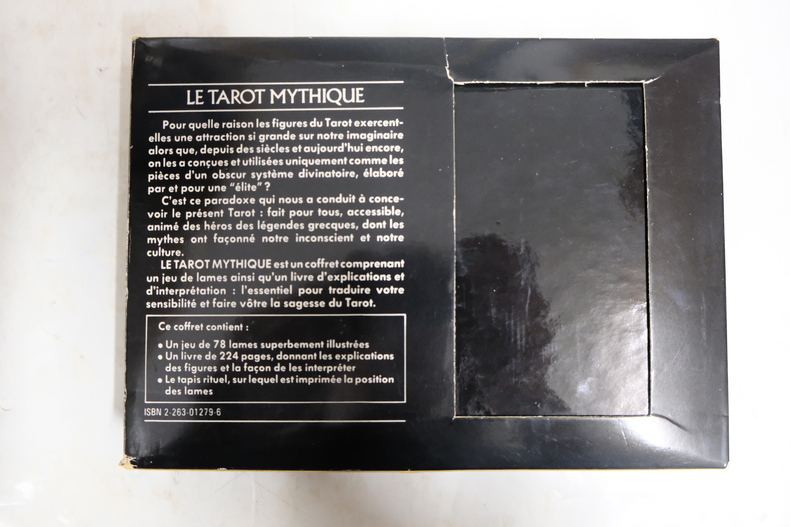 LE TAROT MYTHIQUE
Pour quelle raison les figures du Tarot exercent-
elles une attraction si grande sur notre imaginaire
alors que, depuis des siècles et aujourd'hui encore,
on les a conçues et utilisées uniquement comme les
pièces d'un obscur système divinatoire, élaboré
par et pour une "élite" ?
C'est ce paradoxe qui nous a conduit à conce-
voir le présent Tarot : fait pour tous, accessible,
animé des héros des légendes grecques, dont les
mythes ont façonné notre inconscient et notre
culture.
LE TAROT MYTHIQUE est un coffret comprenant
un jeu de lames ainsi qu'un livre d'explications et
d'interprétation : l'essentiel pour traduire votre
sensibilité et faire vôtre la sagesse du Tarot.
Ce coffret contient :
• Un jeu de 78 lames superbement illustrées
• Un livre de 224 pages, donnant les explications
des figures et la façon de les interpréter
• Le tapis rituel, sur lequel est imprimée la position
des lames
ISBN 2-263-01279-6